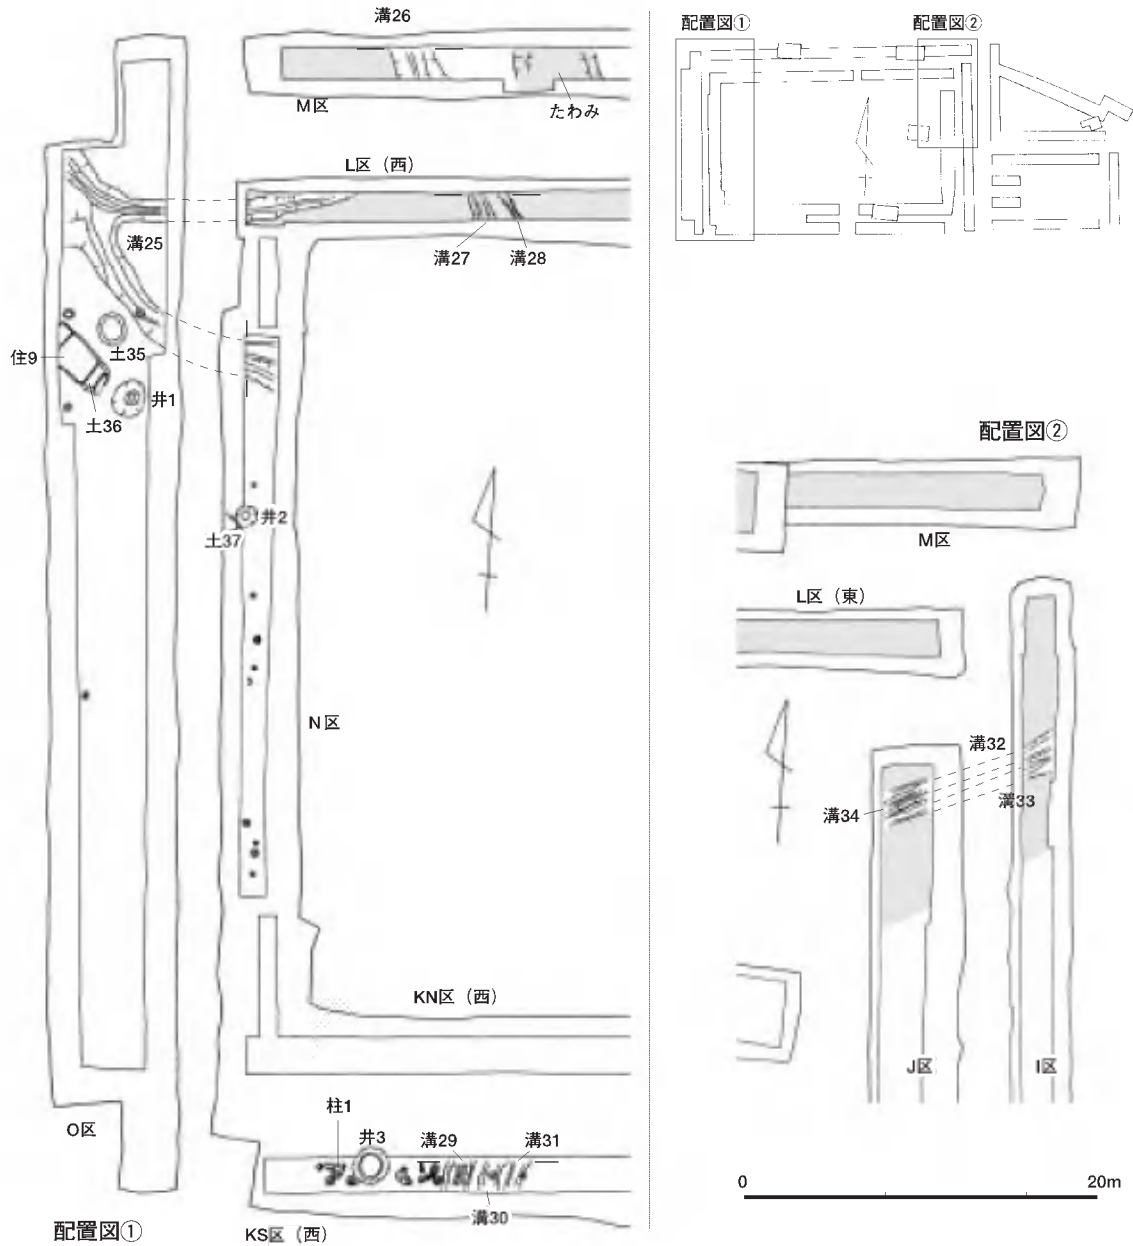 溝26
M区
たわみ
L区（西）
溝25
溝27
溝28
住9
土35
井1
土36
井2
土37
N区
KN区（西）
O区
柱1
井3
溝29
溝31
溝30
配置図①
KS区（西）
配置図①
配置図②
配置図②
M区
L区（東）
溝32
溝33
溝34
J区
I区
0
20m